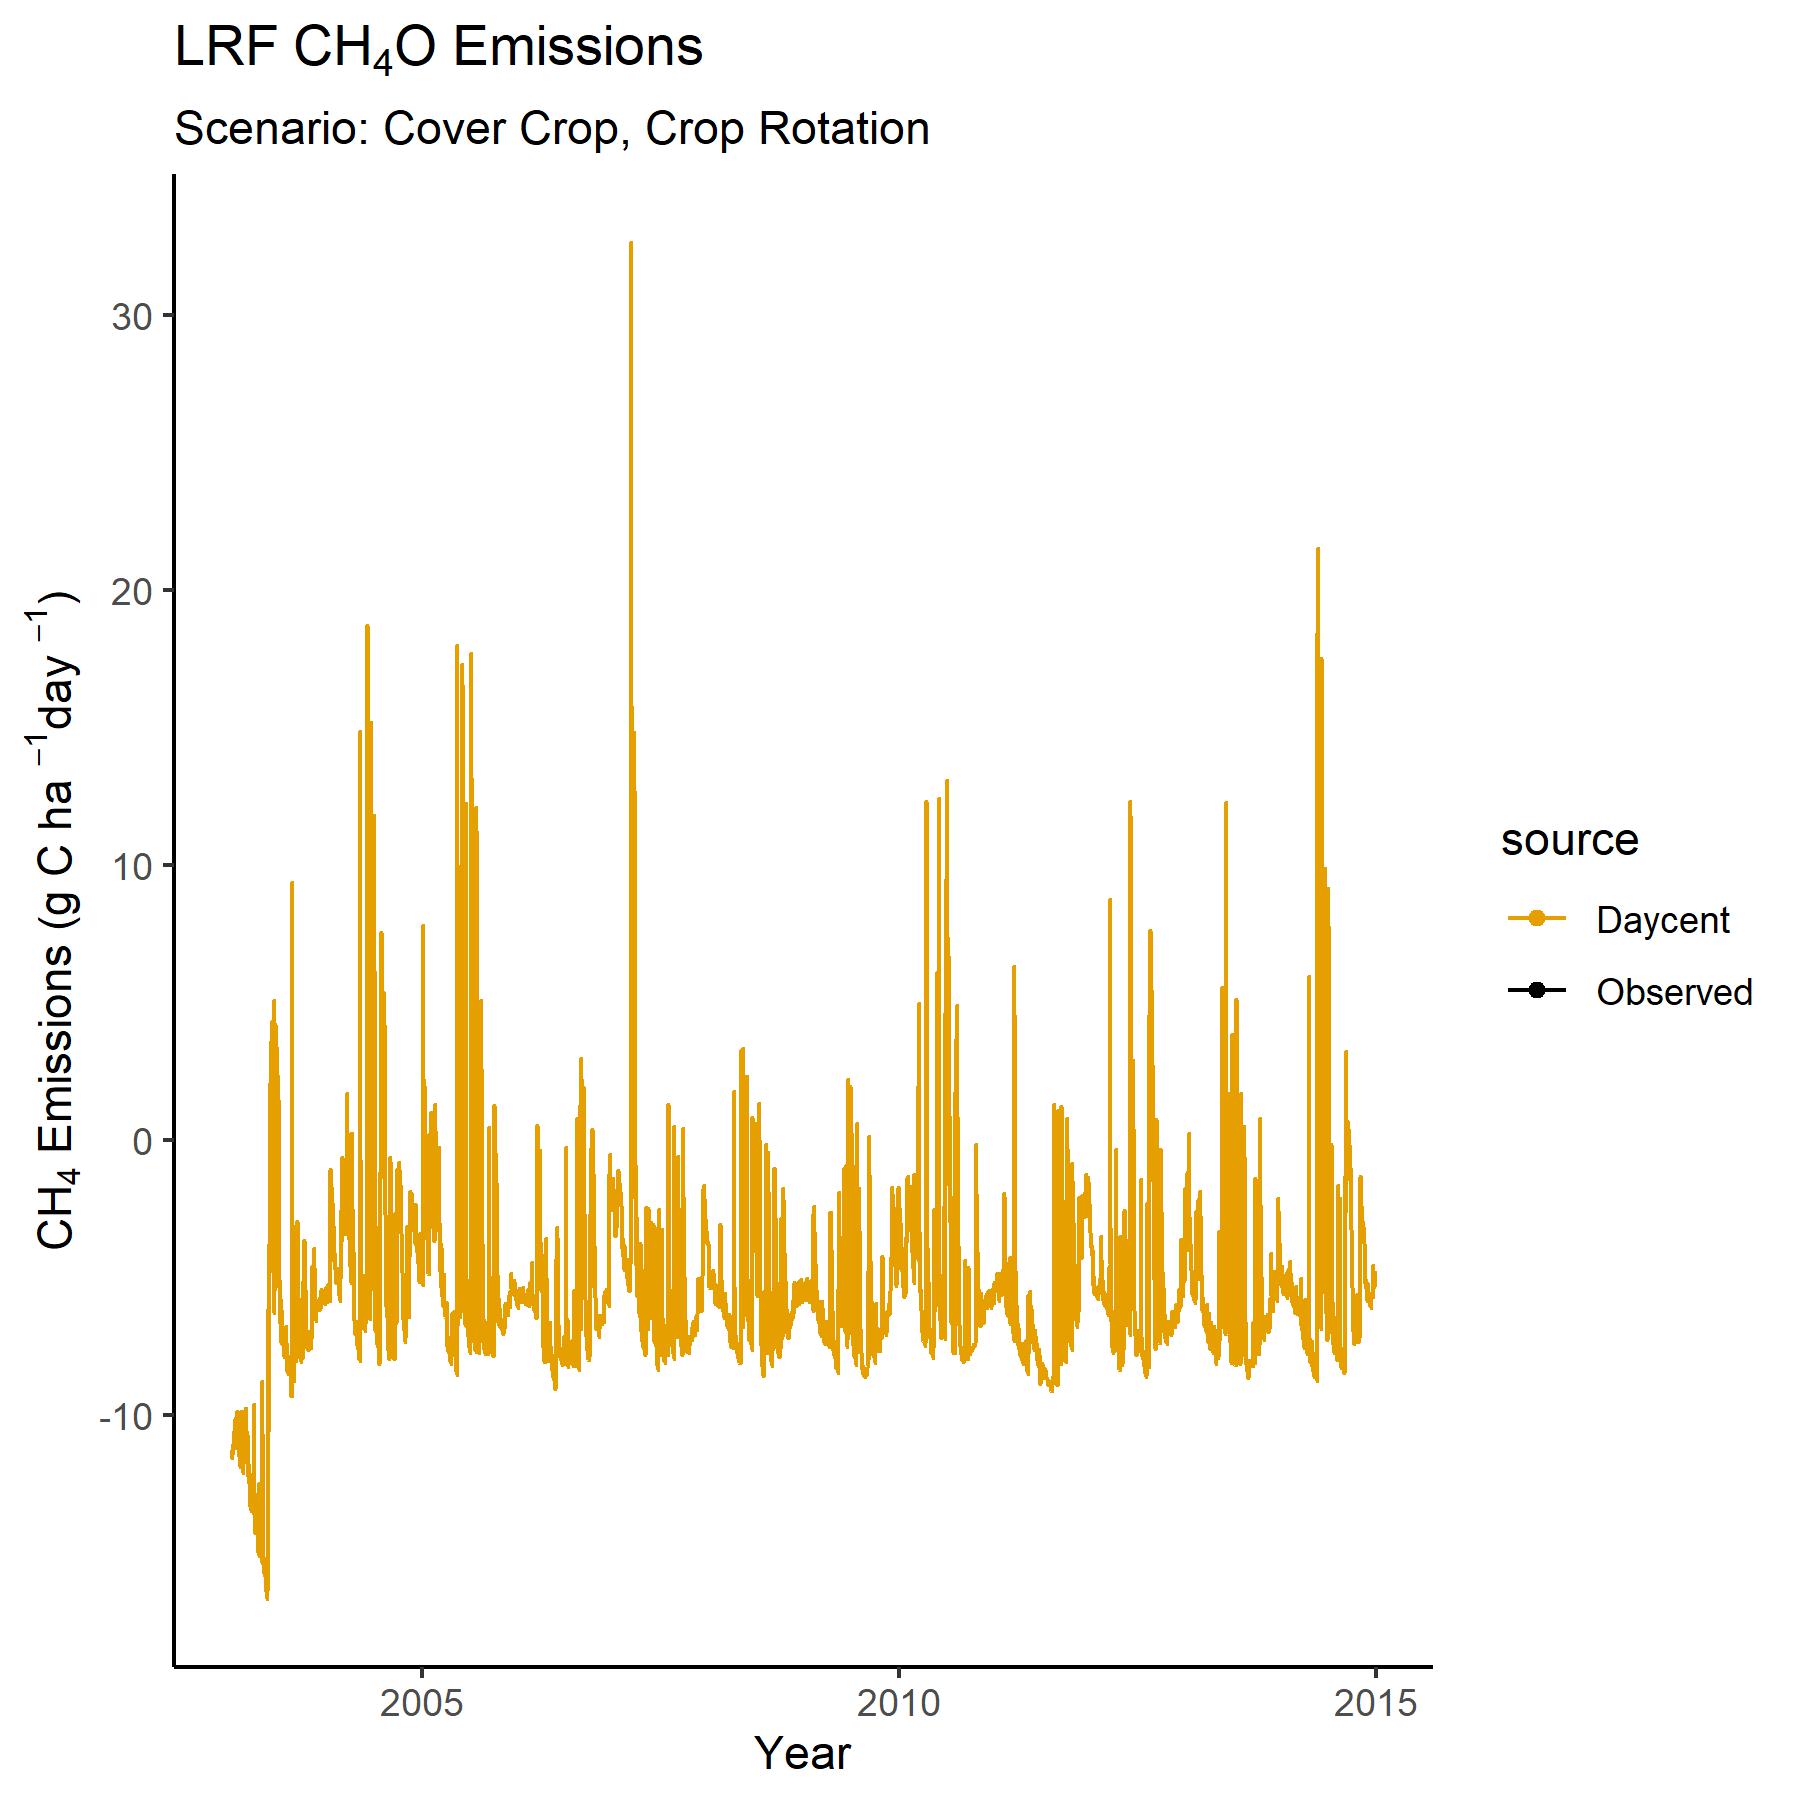 LRF CH₄O Emissions
Scenario: Cover Crop, Crop Rotation
CH₄ Emissions (g C ha ⁻¹day ⁻¹)
30
20
10
0
-10
2005
2010
2015
Year
source
Daycent
Observed